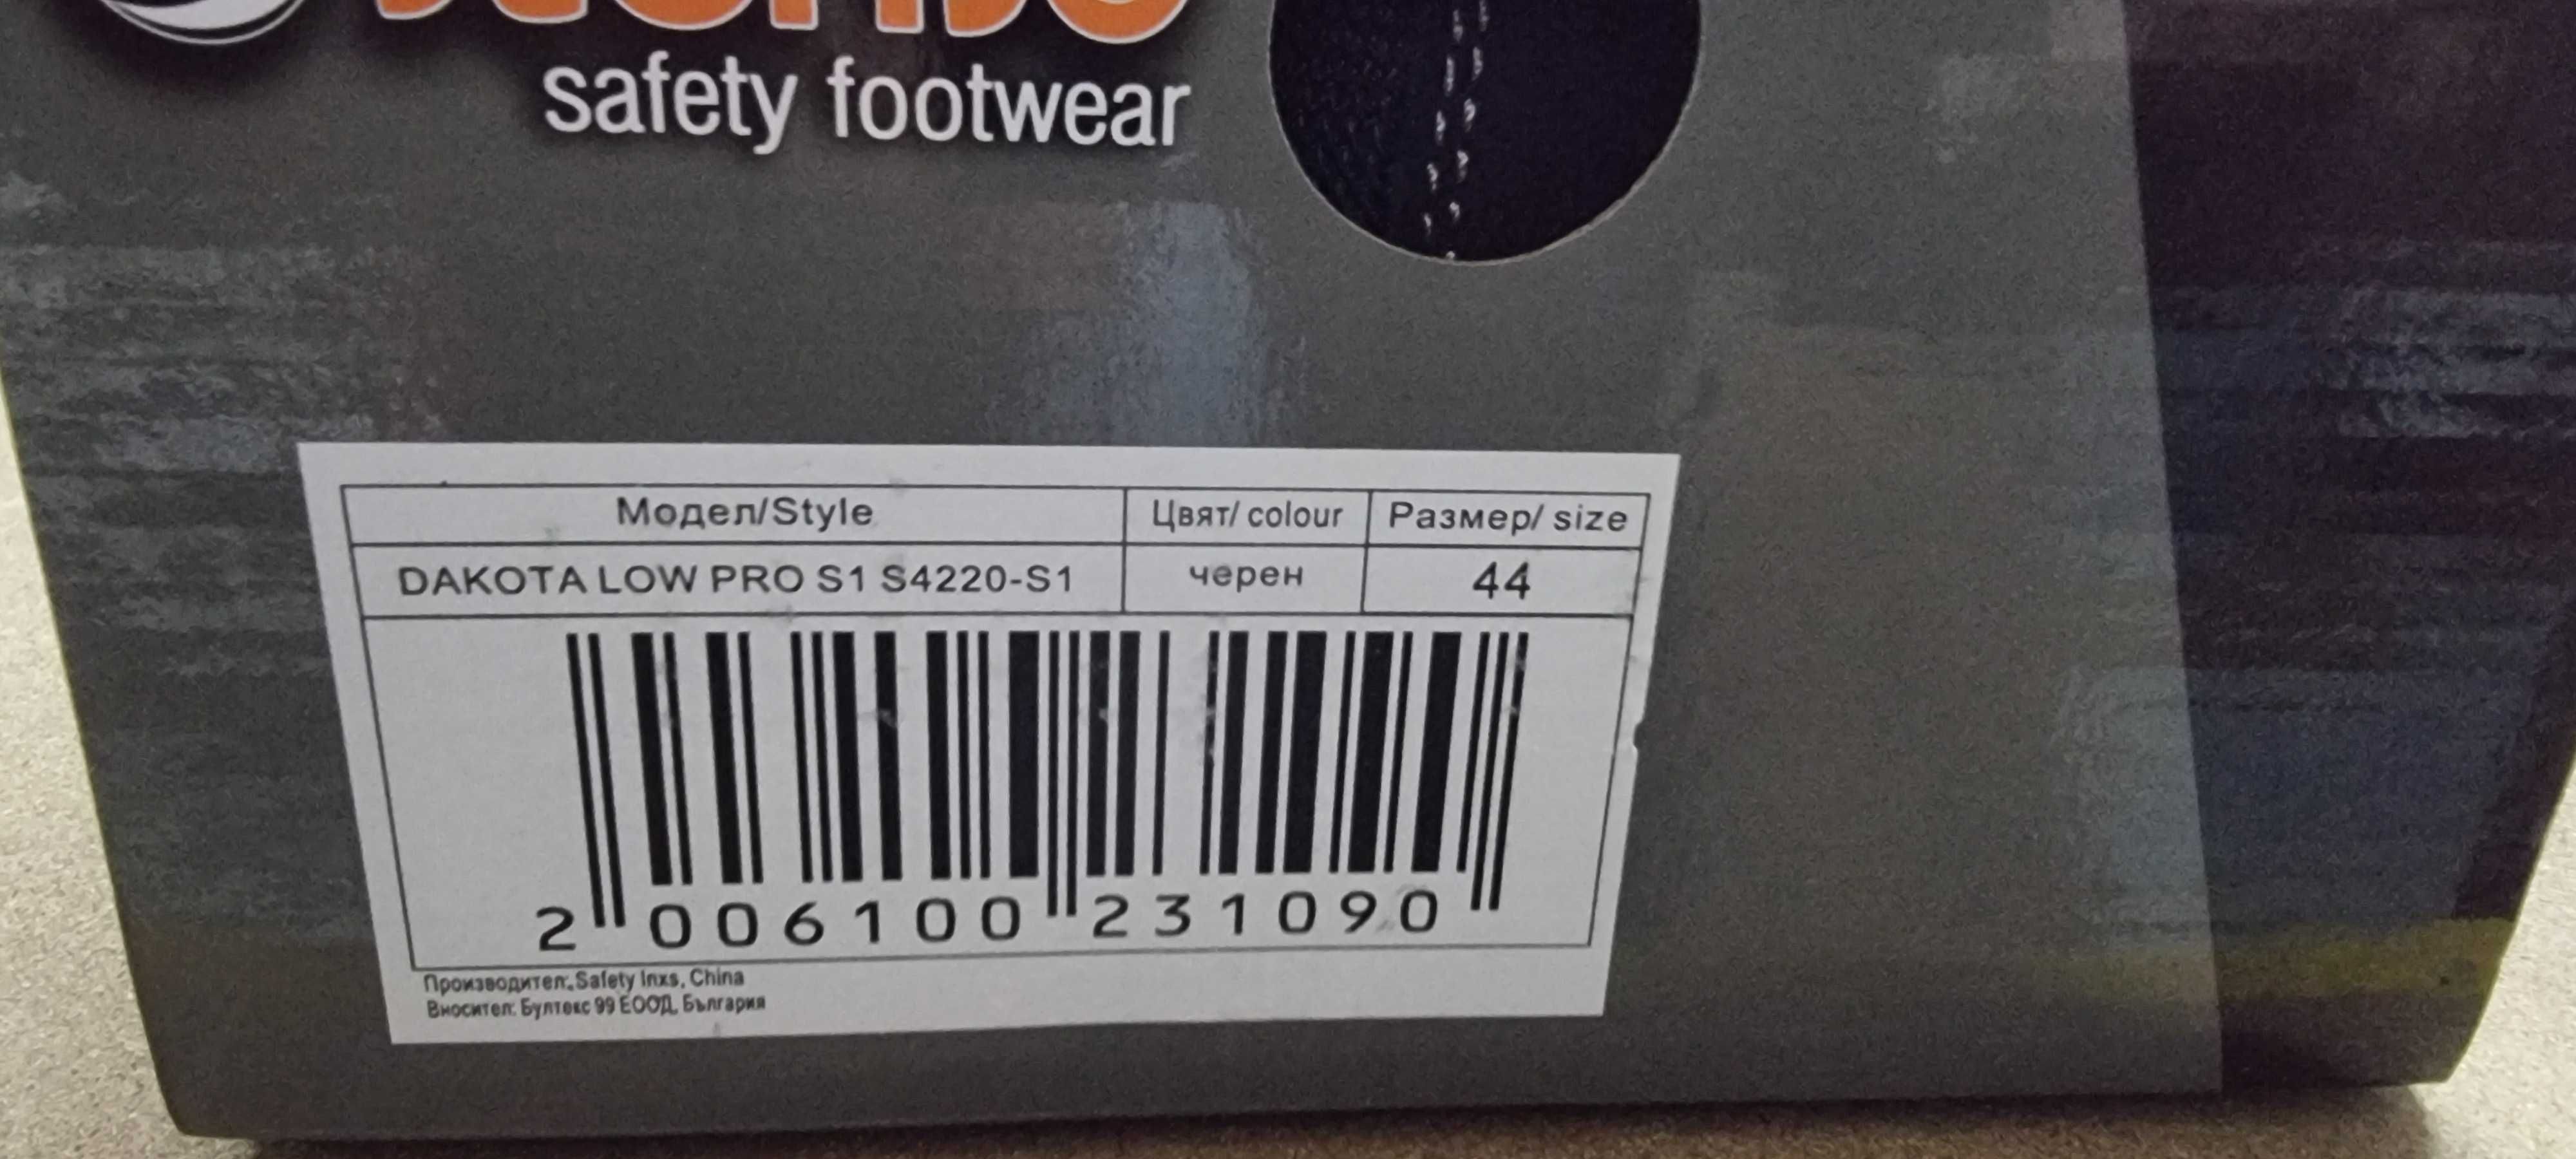 safety footwear
Модел/Style Цвят/ colour Размер/ size
DAKOTA LOW PRO S1 S4220-S1 черен 44
2 006100 231090
Производител: Safety Inxs, China
Вносител: Бултекс 99 ЕООД, България